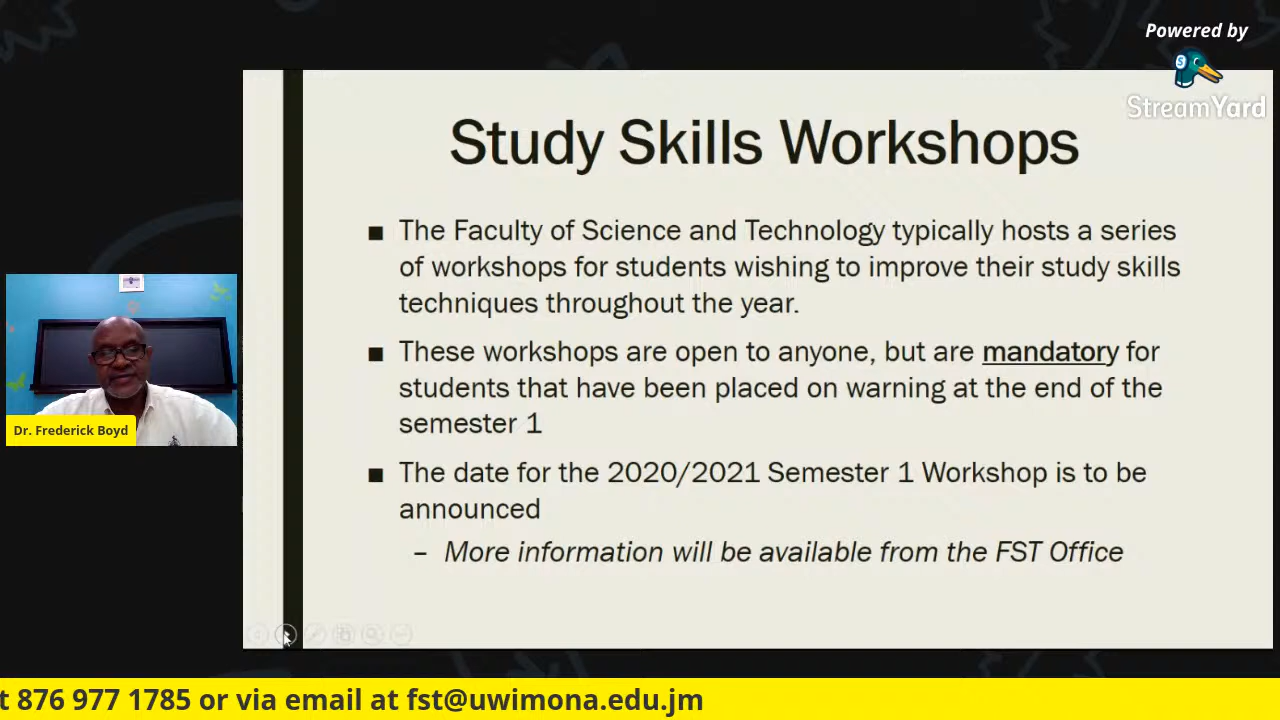 Powered by
StreamYard
Study Skills Workshops
■ The Faculty of Science and Technology typically hosts a series
of workshops for students wishing to improve their study skills
techniques throughout the year.
■ These workshops are open to anyone, but are mandatory for
students that have been placed on warning at the end of the
semester 1
■ The date for the 2020/2021 Semester 1 Workshop is to be
announced
– More information will be available from the FST Office
Dr. Frederick Boyd
t 876 977 1785 or via email at fst@uwimona.edu.jm